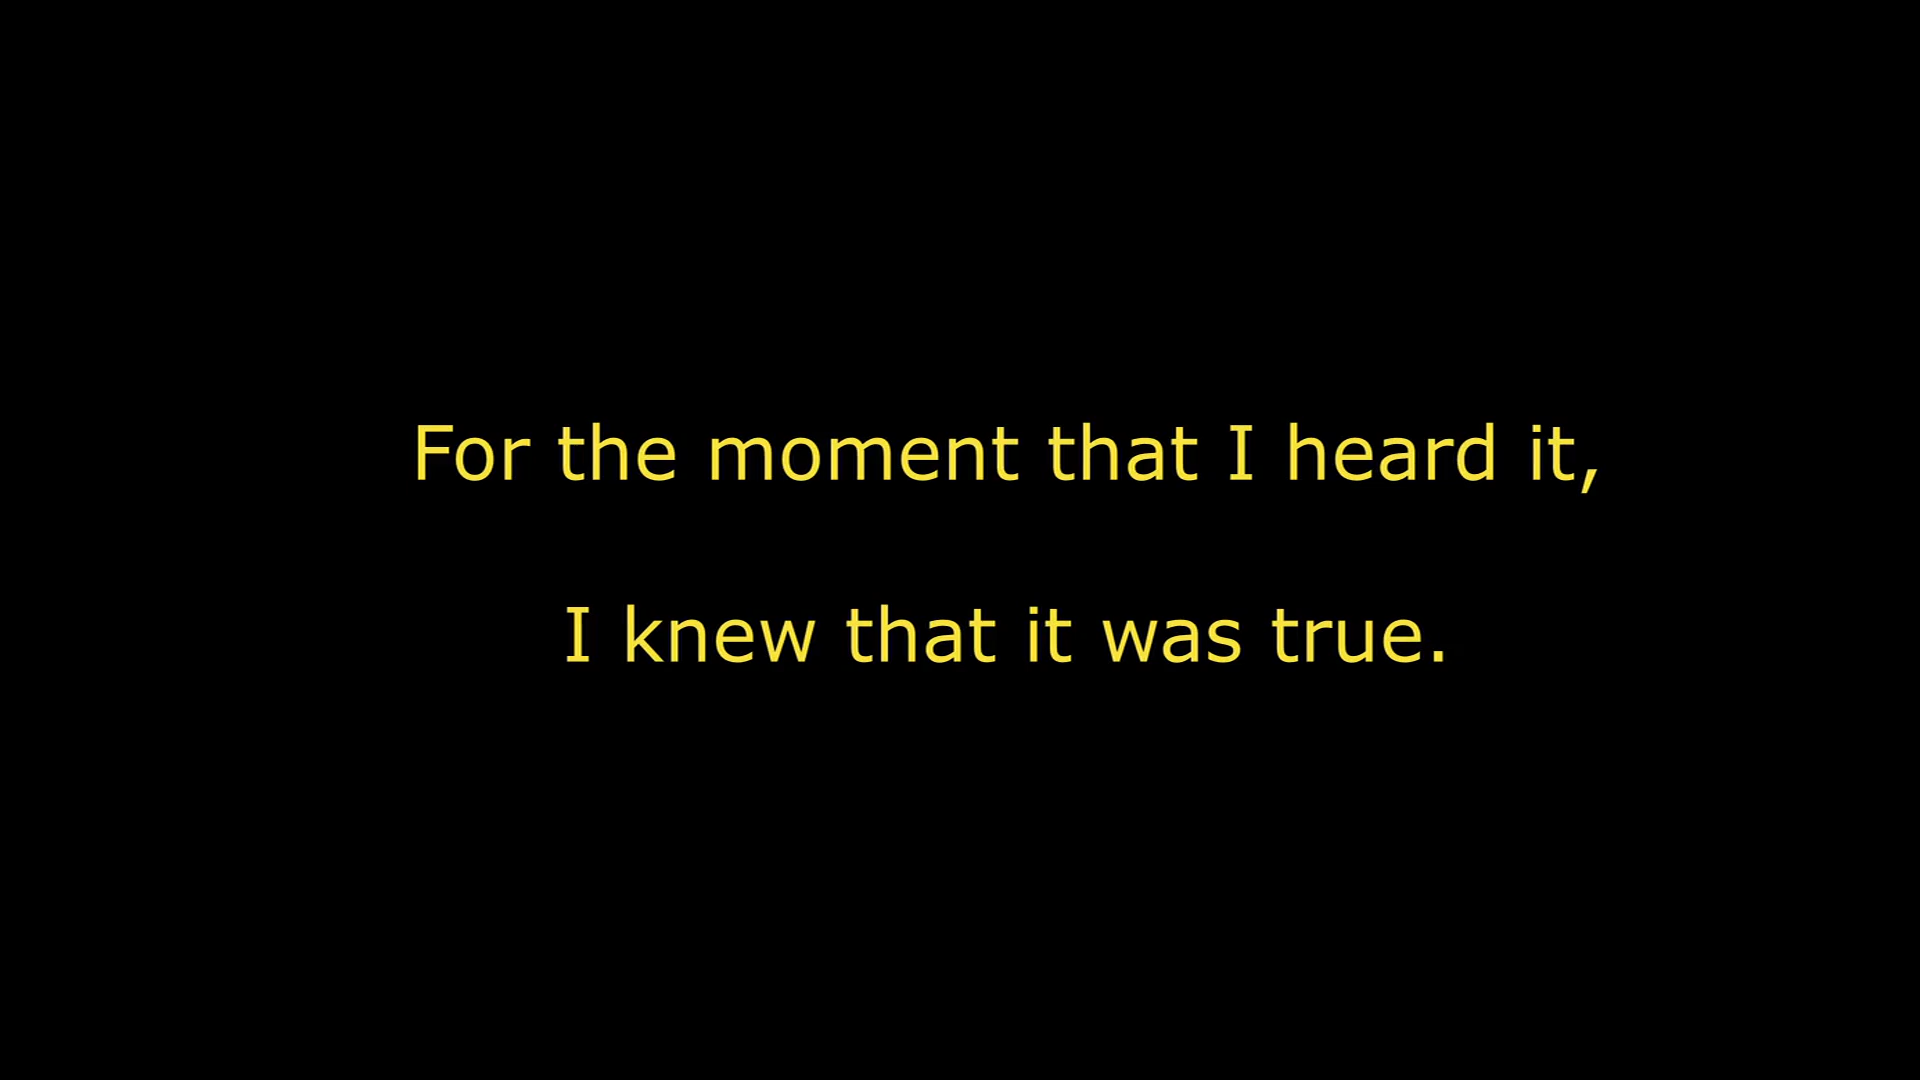 For the moment that I heard it,
I knew that it was true.